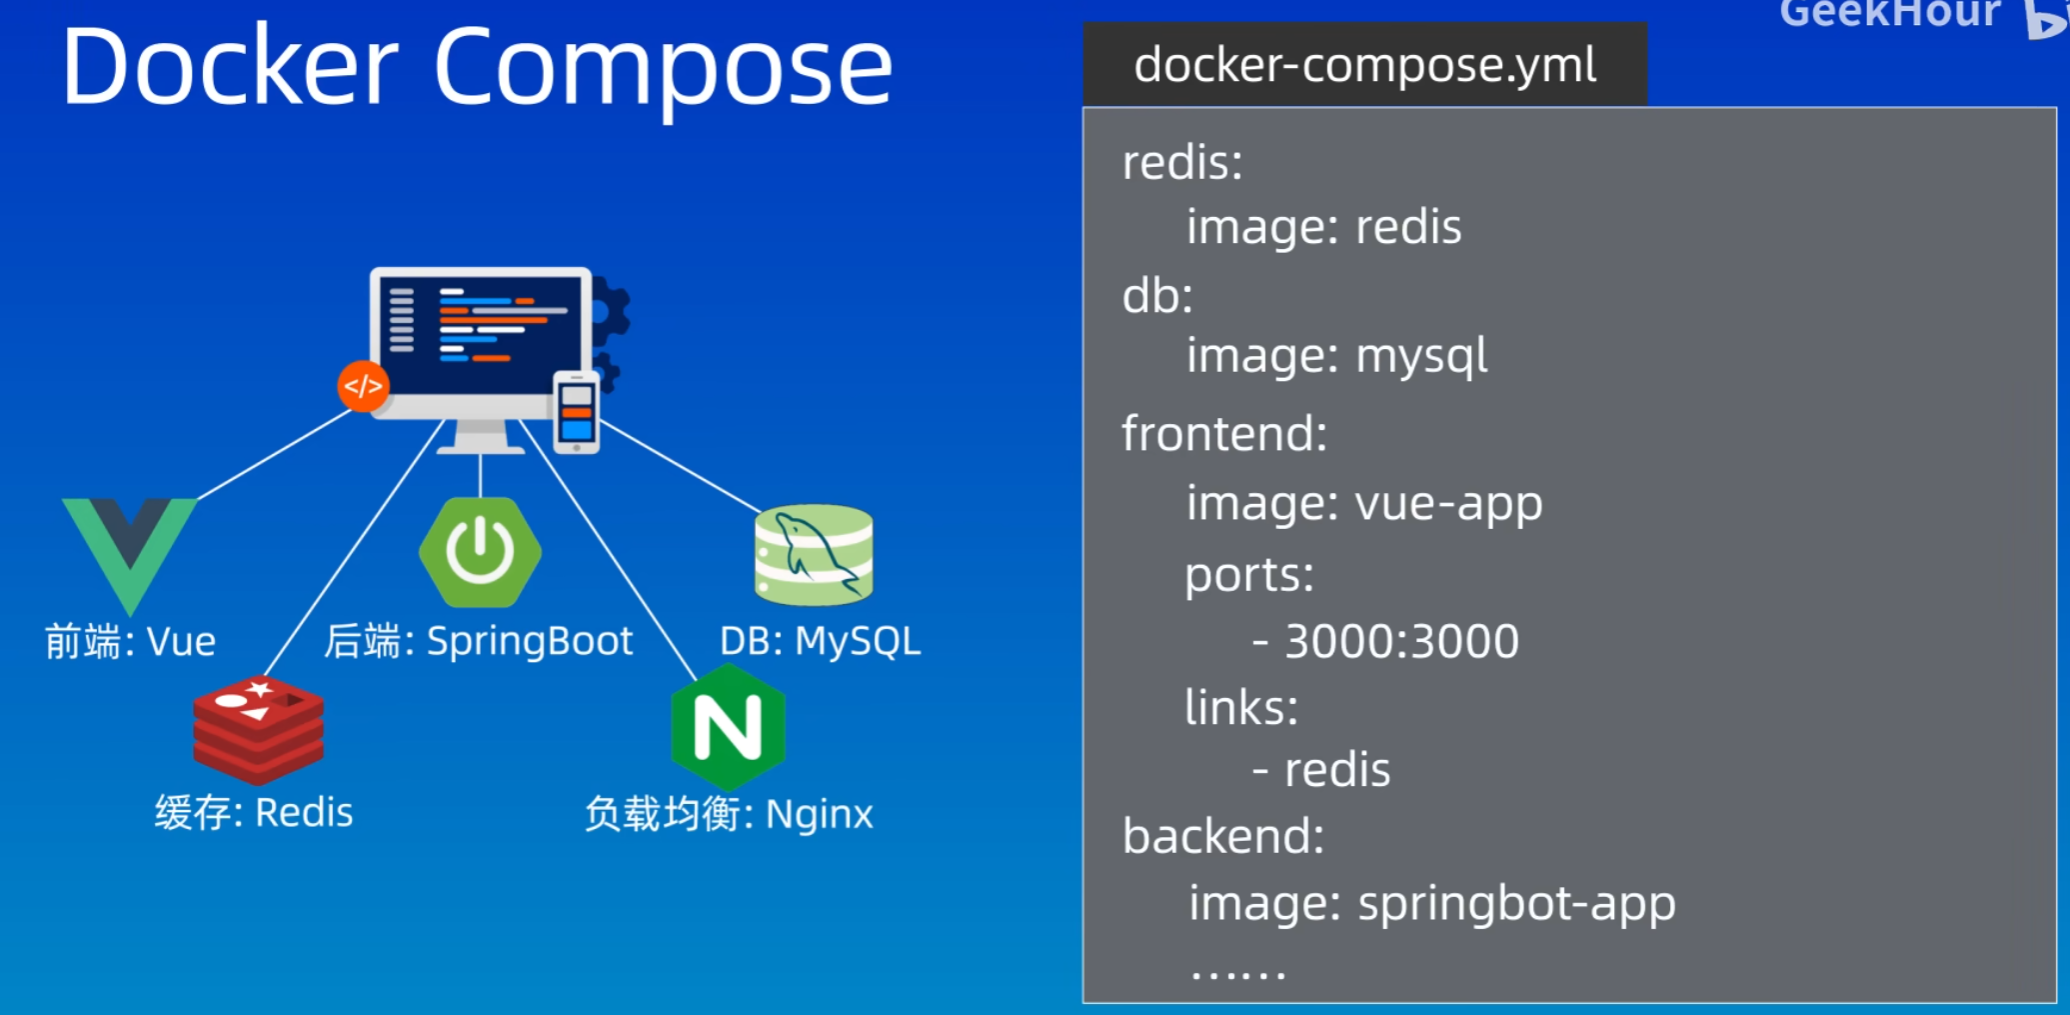 Docker Compose
GeekHour
docker-compose.yml
</>
前端: Vue
后端: SpringBoot
DB: MySQL
缓存: Redis
负载均衡: Nginx
redis:
image: redis
db:
image: mysql
frontend:
image: vue-app
ports:
- 3000:3000
links:
- redis
backend:
image: springbot-app
......